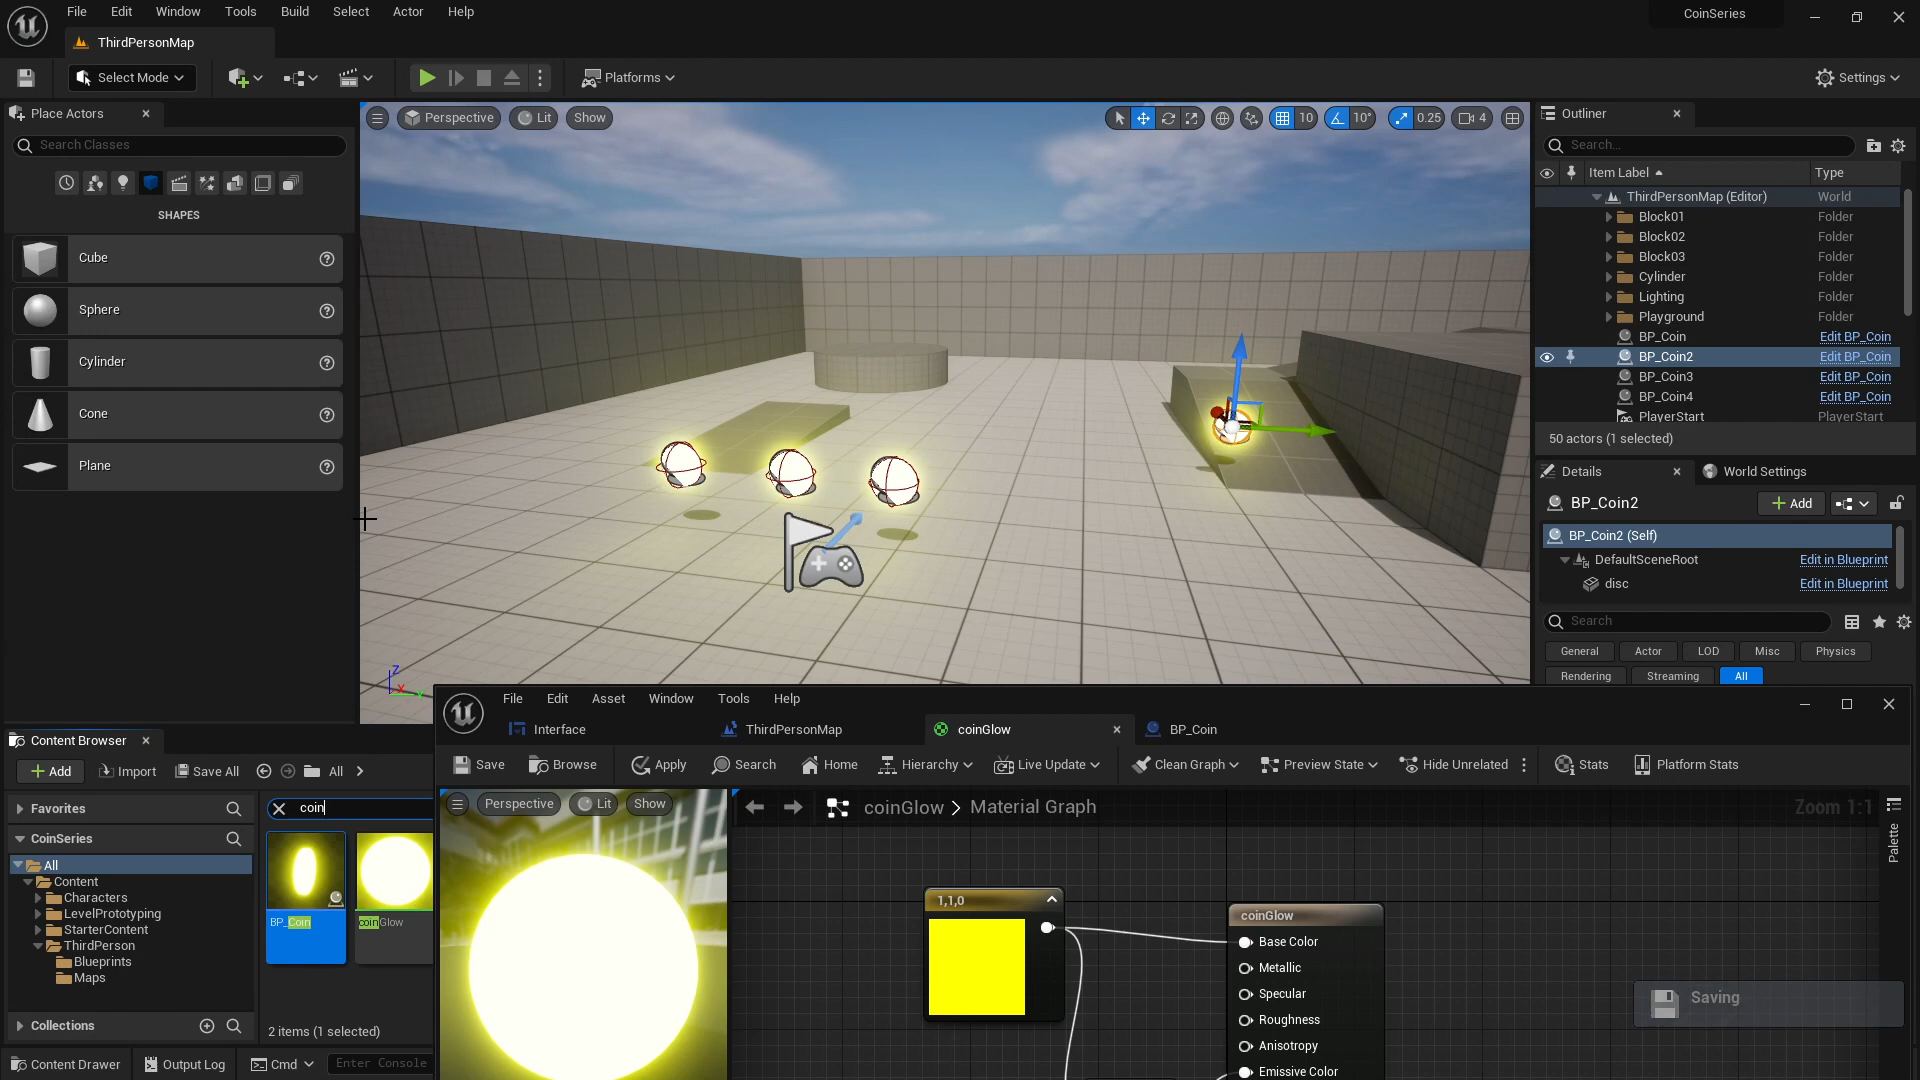 File Edit Window Tools Build Select Actor Help
CoinSeries
ThirdPersonMap
Select Mode
Platforms
Settings
Place Actors
Search Classes
SHAPES
Cube
Sphere
Cylinder
Cone
Plane
Perspective Lit Show
10 10° 0.25 4
Outliner
Search...
Item Label Type
ThirdPersonMap (Editor) World
Block01 Folder
Block02 Folder
Block03 Folder
Cylinder Folder
Lighting Folder
Playground Folder
BP_Coin Edit BP_Coin
BP_Coin2 Edit BP_Coin
BP_Coin3 Edit BP_Coin
BP_Coin4 Edit BP_Coin
PlayerStart PlayerStart
50 actors (1 selected)
Details World Settings
BP_Coin2 Add
BP_Coin2 (Self)
DefaultSceneRoot Edit in Blueprint
disc Edit in Blueprint
Search
General Actor LOD Misc Physics
Rendering Streaming All
Z X Y
Content Browser
Add Import Save All All
Favorites
CoinSeries
All
Content
Characters
LevelPrototyping
StarterContent
ThirdPerson
Blueprints
Maps
Collections
coin
BP_Coin
coinGlow
2 items (1 selected)
Content Drawer Output Log Cmd Enter Console
File Edit Asset Window Tools Help
Interface ThirdPersonMap coinGlow BP_Coin
Save Browse Apply Search Home Hierarchy Live Update Clean Graph Preview State Hide Unrelated Stats Platform Stats
Perspective Lit Show
coinGlow > Material Graph
Zoom 1:1
Palette
1,1,0
coinGlow
Base Color
Metallic
Specular
Roughness
Anisotropy
Emissive Color
Saving